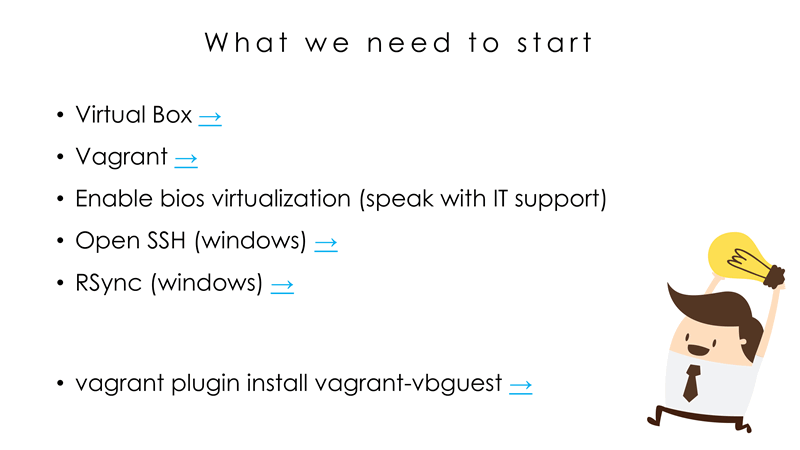 What we need to start
• Virtual Box →
• Vagrant →
• Enable bios virtualization (speak with IT support)
• Open SSH (windows) →
• RSync (windows) →
• vagrant plugin install vagrant-vbguest →